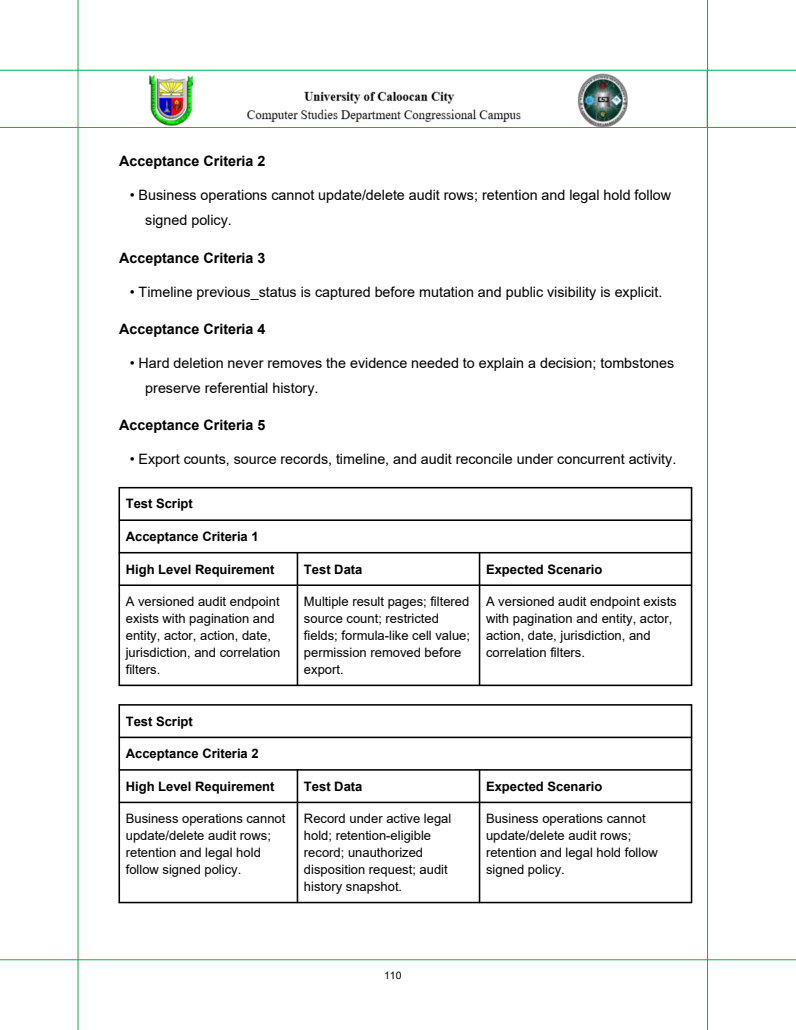 University of Caloocan City
Computer Studies Department Congressional Campus
Acceptance Criteria 2
• Business operations cannot update/delete audit rows; retention and legal hold follow
signed policy.
Acceptance Criteria 3
• Timeline previous_status is captured before mutation and public visibility is explicit.
Acceptance Criteria 4
• Hard deletion never removes the evidence needed to explain a decision; tombstones
preserve referential history.
Acceptance Criteria 5
• Export counts, source records, timeline, and audit reconcile under concurrent activity.
Test Script
Acceptance Criteria 1
High Level Requirement
Test Data
Expected Scenario
A versioned audit endpoint
exists with pagination and
entity, actor, action, date,
jurisdiction, and correlation
filters.
Multiple result pages; filtered
source count; restricted
fields; formula-like cell value;
permission removed before
export.
A versioned audit endpoint exists
with pagination and entity, actor,
action, date, jurisdiction, and
correlation filters.
Test Script
Acceptance Criteria 2
High Level Requirement
Test Data
Expected Scenario
Business operations cannot
update/delete audit rows;
retention and legal hold
follow signed policy.
Record under active legal
hold; retention-eligible
record; unauthorized
disposition request; audit
history snapshot.
Business operations cannot
update/delete audit rows;
retention and legal hold follow
signed policy.
110